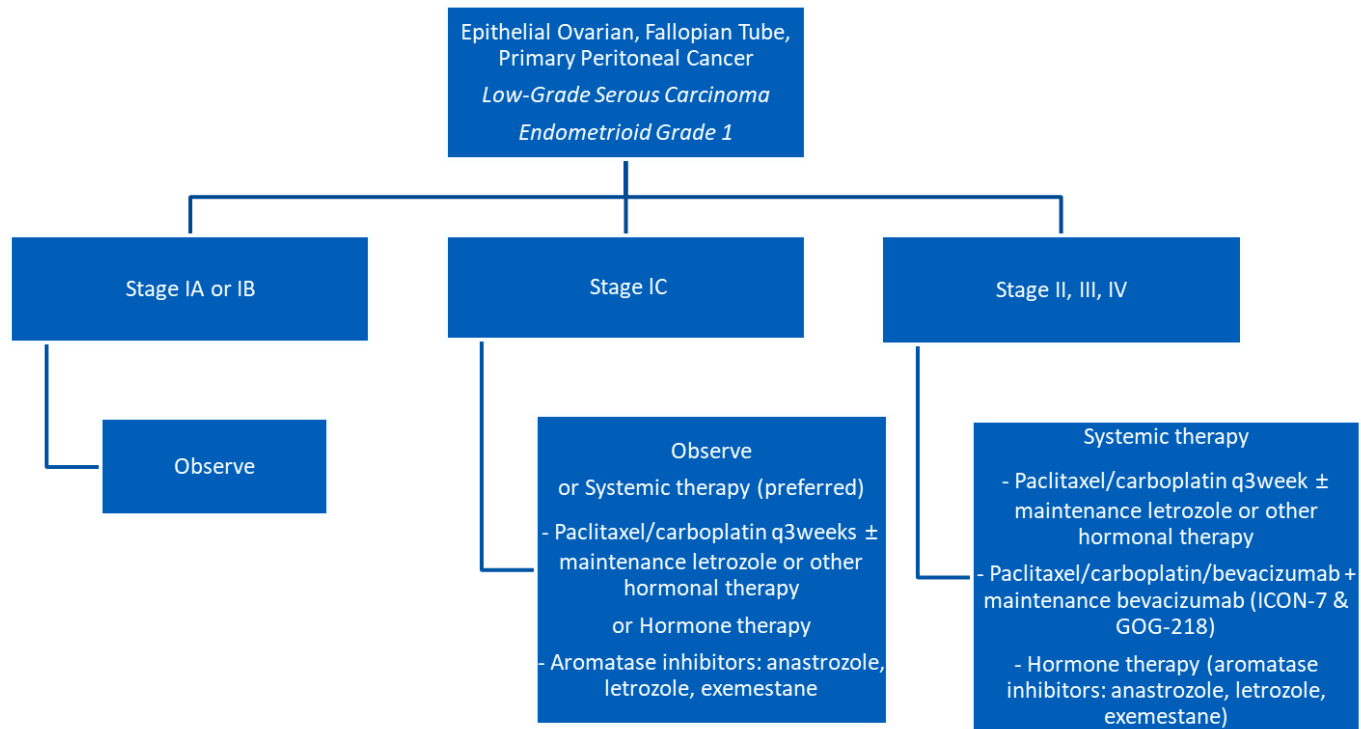 Epithelial Ovarian, Fallopian Tube,
Primary Peritoneal Cancer
Low-Grade Serous Carcinoma
Endometrioid Grade 1
Stage IA or IB
Stage IC
Stage II, III, IV
Observe
Observe
or Systemic therapy (preferred)
- Paclitaxel/carboplatin q3weeks ±
maintenance letrozole or other
hormonal therapy
or Hormone therapy
- Aromatase inhibitors: anastrozole,
letrozole, exemestane
Systemic therapy
- Paclitaxel/carboplatin q3week ±
maintenance letrozole or other
hormonal therapy
- Paclitaxel/carboplatin/bevacizumab +
maintenance bevacizumab (ICON-7 &
GOG-218)
- Hormone therapy (aromatase
inhibitors: anastrozole, letrozole,
exemestane)